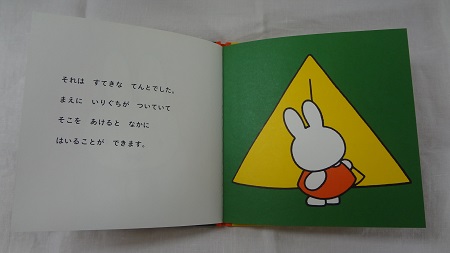 それは　すてきな　てんとでした。
まえに　いりぐちが　ついていて
そこを　あけると　なかに
はいることが　できます。